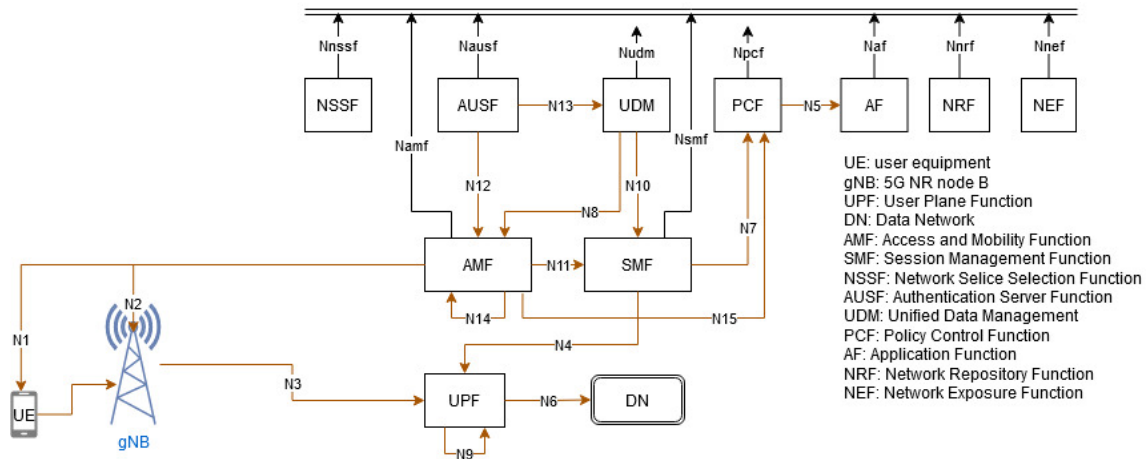 Nnssf
Nausf
Nudm
Npcf
Naf
Nnrf
Nnef
NSSF
AUSF
N13
UDM
PCF
N5
AF
NRF
NEF
Namf
Nsmf
N12
N10
N8
N7
AMF
N11
SMF
N14
N15
N1
N2
N4
N3
UE
gNB
UPF
N6
DN
N9
UE: user equipment
gNB: 5G NR node B
UPF: User Plane Function
DN: Data Network
AMF: Access and Mobility Function
SMF: Session Management Function
NSSF: Network Selice Selection Function
AUSF: Authentication Server Function
UDM: Unified Data Management
PCF: Policy Control Function
AF: Application Function
NRF: Network Repository Function
NEF: Network Exposure Function